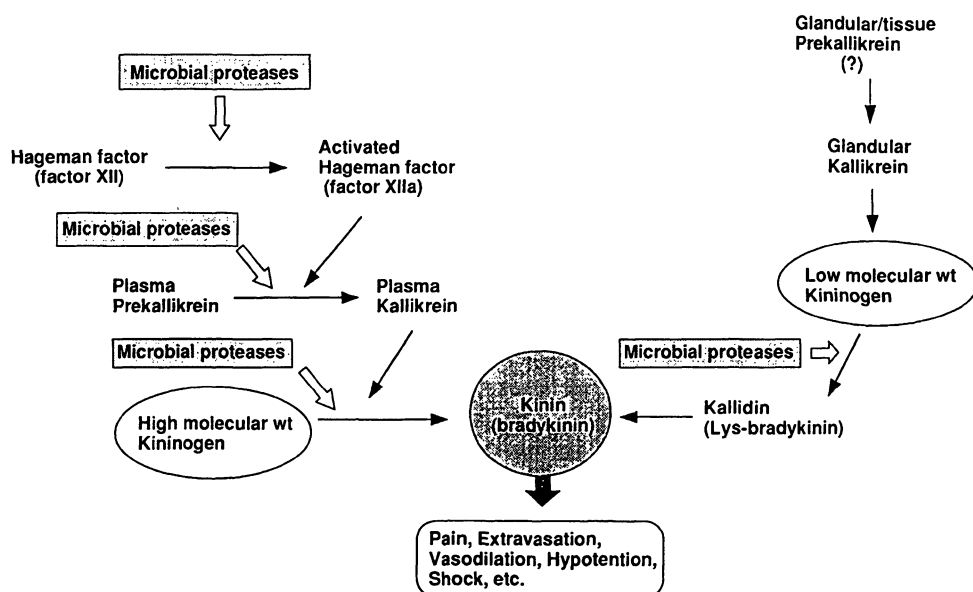 Microbial proteases
Hageman factor
(factor XII)
Activated
Hageman factor
(factor XIIa)
Microbial proteases
Plasma
Prekallikrein
Plasma
Kallikrein
Microbial proteases
High molecular wt
Kininogen
Kinin
(bradykinin)
Glandular/tissue
Prekallikrein
(?)
Glandular
Kallikrein
Low molecular wt
Kininogen
Microbial proteases
Kallidin
(Lys-bradykinin)
Pain, Extravasation,
Vasodilation, Hypotention,
Shock, etc.